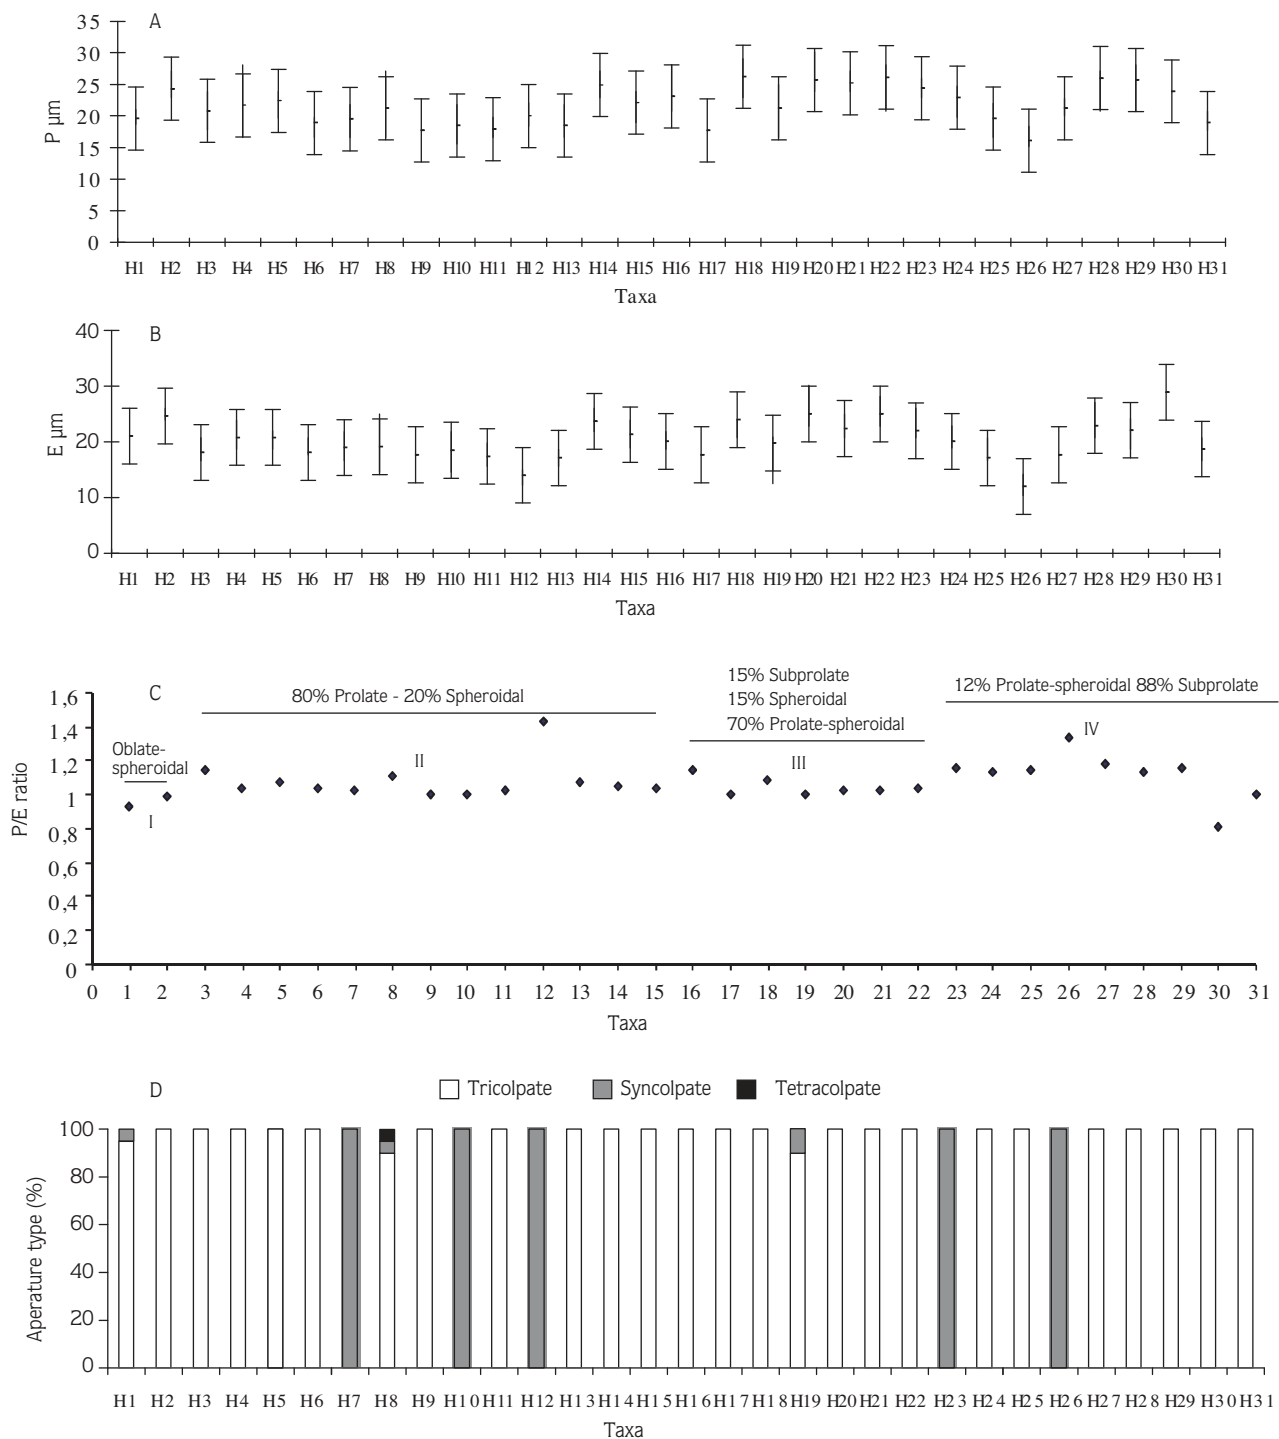 A
35
30
25
20
15
10
5
0
P µm
H1 H2 H3 H4 H5 H6 H7 H8 H9 H10 H11 H12 H13 H14 H15 H16 H17 H18 H19 H20 H21 H22 H23 H24 H25 H26 H27 H28 H29 H30 H31
Taxa
B
40
30
20
10
0
E µm
H1 H2 H3 H4 H5 H6 H7 H8 H9 H10 H11 H12 H13 H14 H15 H16 H17 H18 H19 H20 H21 H22 H23 H24 H25 H26 H27 H28 H29 H30 H31
Taxa
C
1,6
1,4
1,2
1
0,8
0,6
0,4
0,2
0
P/E ratio
Oblate-
spheroidal
I
80% Prolate - 20% Spheroidal
II
15% Subprolate
15% Spheroidal
70% Prolate-spheroidal
III
12% Prolate-spheroidal 88% Subprolate
IV
0 1 2 3 4 5 6 7 8 9 10 11 12 13 14 15 16 17 18 19 20 21 22 23 24 25 26 27 28 29 30 31
Taxa
D
Tricolpate Syncolpate Tetracolpate
100
80
60
40
20
0
Aperature type (%)
H1 H2 H3 H4 H5 H6 H7 H8 H9 H10 H11 H12 H13 H14 H15 H16 H17 H18 H19 H20 H21 H22 H23 H24 H25 H26 H27 H28 H29 H30 H31
Taxa